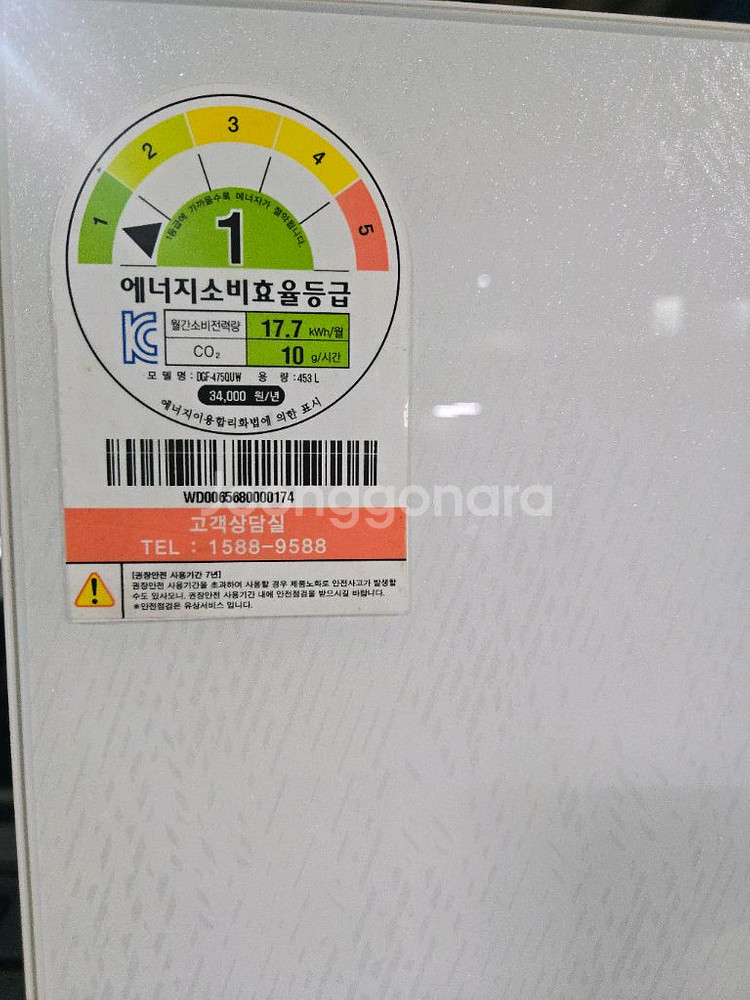 1
2
3
4
5
1등급에 가까울수록 에너지가 절약됩니다.
1
에너지소비효율등급
월간소비전력량 17.7 kWh/월
CO₂ 10 g/시간
모 델 명 : DGF-475QUW 용 량 : 453 L
34,000 원/년
에너지이용합리화법에 의한 표시
WD0065680000174
Joonggonara
고객상담실
TEL : 1588-9588
[권장안전 사용기간 7년]
권장안전 사용기간을 초과하여 사용할 경우 제품노화로 안전사고가 발생할
수도 있사오니, 권장안전 사용기간 내에 안전점검을 받으시길 바랍니다.
※안전점검은 유상서비스 입니다.